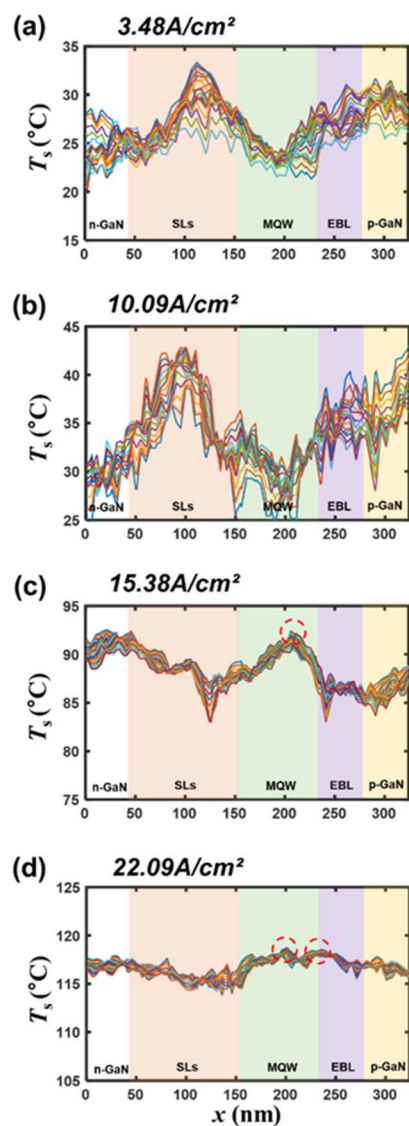 (a) 3.48A/cm²
35
30
25
20
15
Tₛ (°C)
n-GaN SLs MQW EBL p-GaN
0 50 100 150 200 250 300
(b) 10.09A/cm²
45
40
35
30
25
Tₛ (°C)
n-GaN SLs MQW EBL p-GaN
0 50 100 150 200 250 300
(c) 15.38A/cm²
95
90
85
80
75
Tₛ (°C)
n-GaN SLs MQW EBL p-GaN
0 50 100 150 200 250 300
(d) 22.09A/cm²
125
120
115
110
105
Tₛ (°C)
n-GaN SLs MQW EBL p-GaN
0 50 100 150 200 250 300
x (nm)